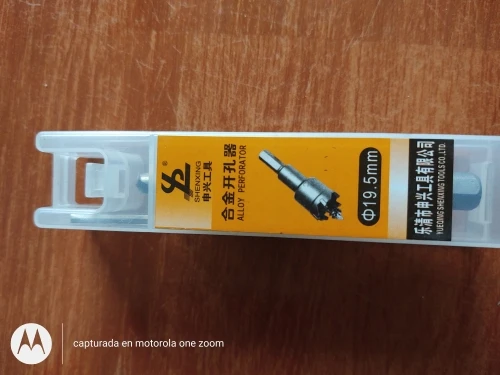 ®
SHENXING
申兴工具
合金开孔器
ALLOY PERFORATOR
Φ19.5mm
乐清市申兴工具有限公司
YUEQING SHENXING TOOLS CO.,LTD.
capturada en motorola one zoom